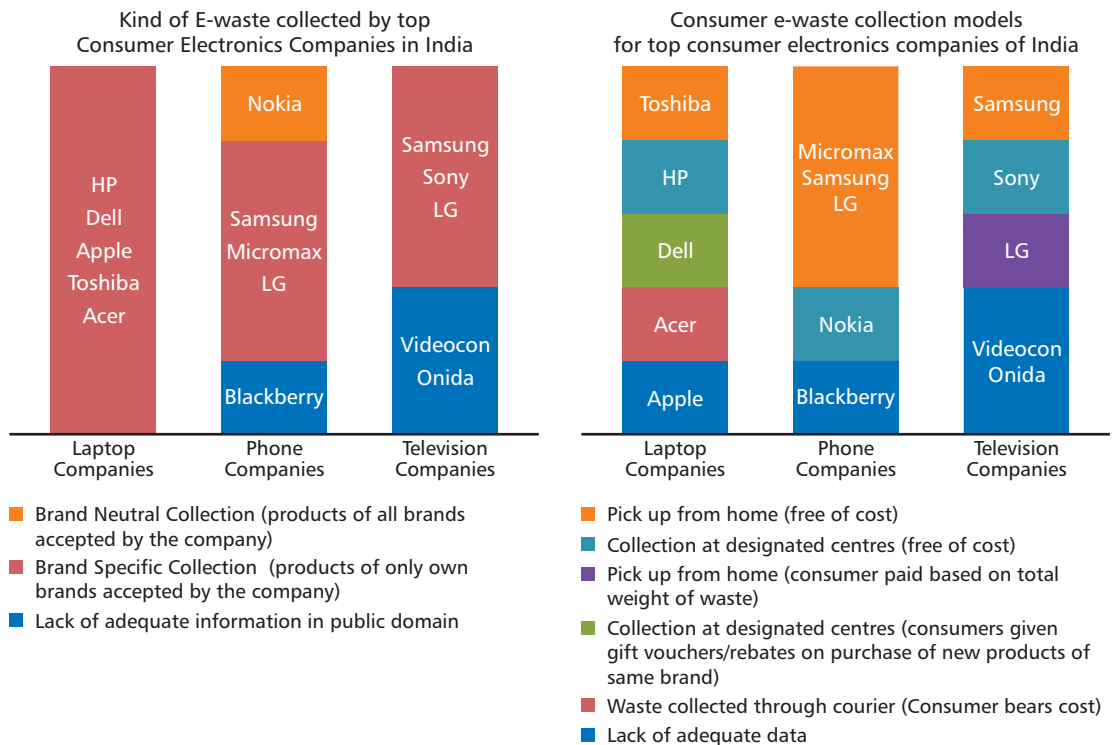 Kind of E-waste collected by top
Consumer Electronics Companies in India
HP
Dell
Apple
Toshiba
Acer
Nokia
Samsung
Micromax
LG
Blackberry
Samsung
Sony
LG
Videocon
Onida
Laptop
Companies
Phone
Companies
Television
Companies
Brand Neutral Collection (products of all brands
accepted by the company)
Brand Specific Collection (products of only own
brands accepted by the company)
Lack of adequate information in public domain
Consumer e-waste collection models
for top consumer electronics companies of India
Toshiba
HP
Dell
Acer
Apple
Micromax
Samsung
LG
Nokia
Blackberry
Samsung
Sony
LG
Videocon
Onida
Laptop
Companies
Phone
Companies
Television
Companies
Pick up from home (free of cost)
Collection at designated centres (free of cost)
Pick up from home (consumer paid based on total
weight of waste)
Collection at designated centres (consumers given
gift vouchers/rebates on purchase of new products of
same brand)
Waste collected through courier (Consumer bears cost)
Lack of adequate data